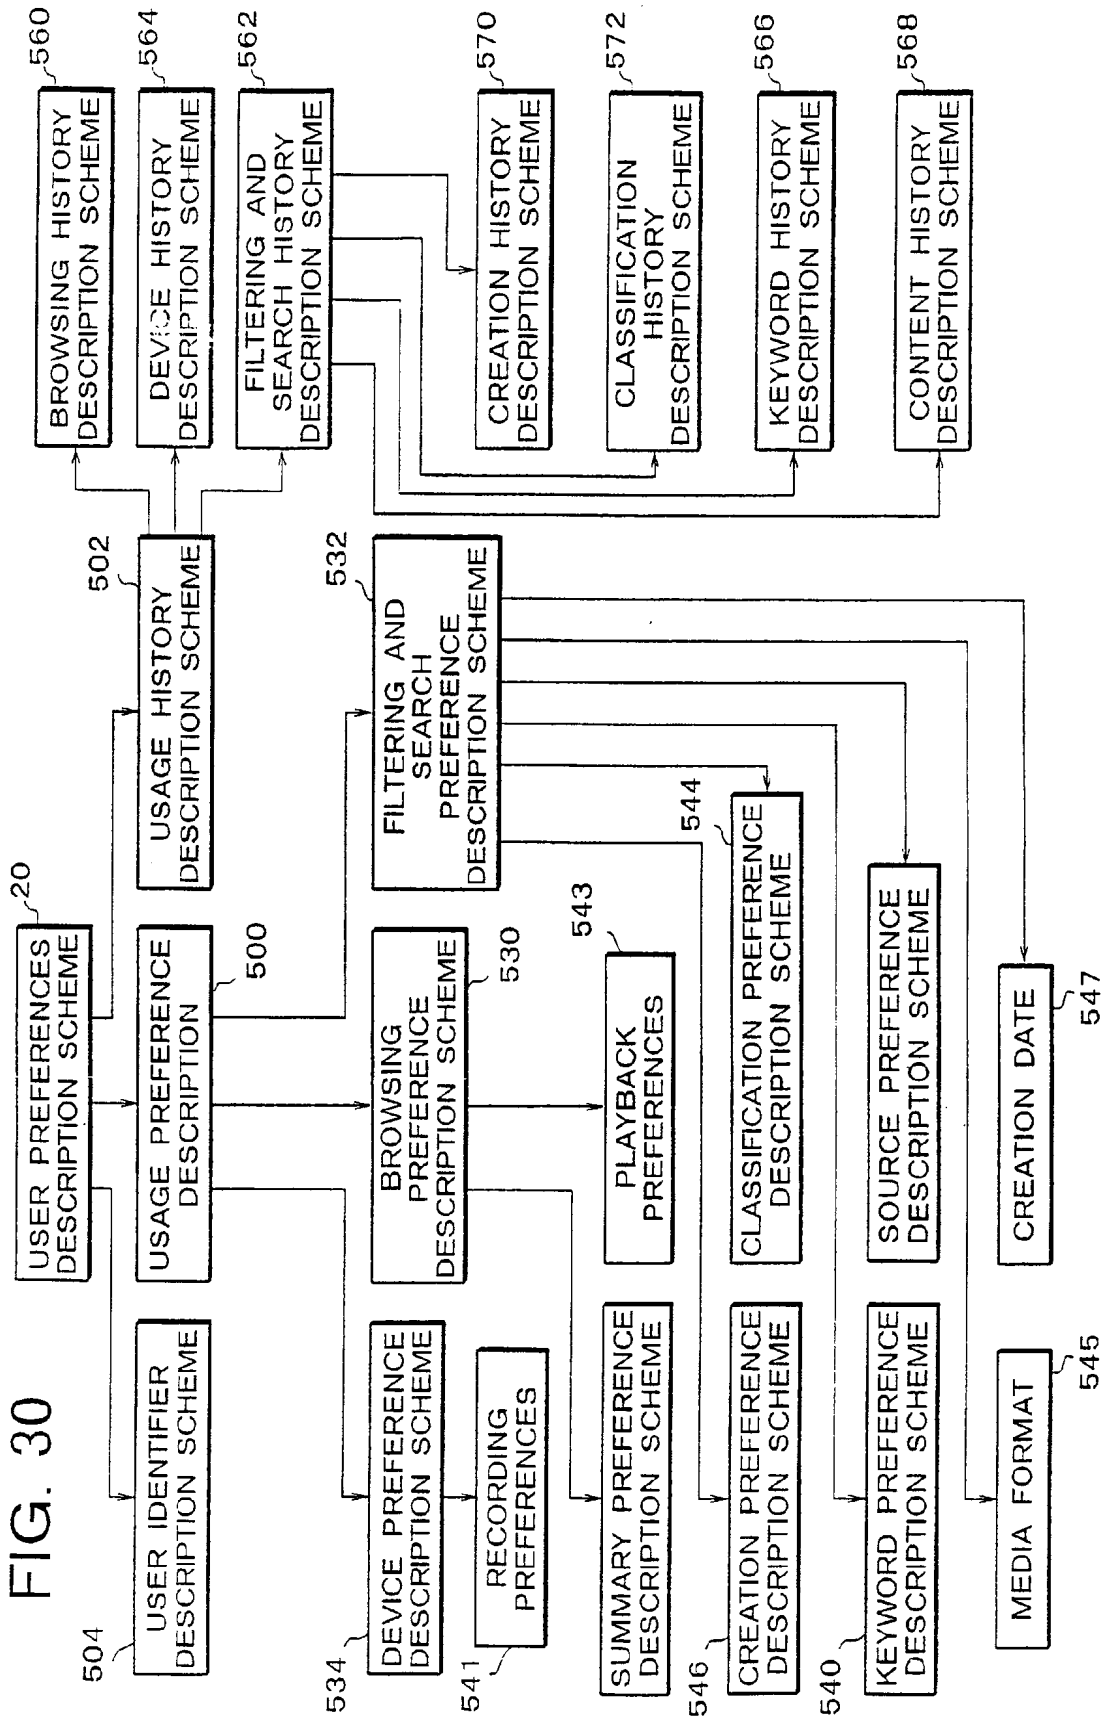 FIG. 30
20
USER PREFERENCES
DESCRIPTION SCHEME
504
USER IDENTIFIER
DESCRIPTION SCHEME
USAGE PREFERENCE
DESCRIPTION
500
502
USAGE HISTORY
DESCRIPTION SCHEME
560
BROWSING HISTORY
DESCRIPTION SCHEME
564
DEVICE HISTORY
DESCRIPTION SCHEME
562
FILTERING AND
SEARCH HISTORY
DESCRIPTION SCHEME
534
DEVICE PREFERENCE
DESCRIPTION SCHEME
BROWSING
PREFERENCE
DESCRIPTION SCHEME
530
532
FILTERING AND
SEARCH
PREFERENCE
DESCRIPTION SCHEME
541
RECORDING
PREFERENCES
570
CREATION HISTORY
DESCRIPTION SCHEME
SUMMARY PREFERENCE
DESCRIPTION SCHEME
543
PLAYBACK
PREFERENCES
572
CLASSIFICATION
HISTORY
DESCRIPTION SCHEME
546
CREATION PREFERENCE
DESCRIPTION SCHEME
544
CLASSIFICATION PREFERENCE
DESCRIPTION SCHEME
566
KEYWORD HISTORY
DESCRIPTION SCHEME
540
KEYWORD PREFERENCE
DESCRIPTION SCHEME
SOURCE PREFERENCE
DESCRIPTION SCHEME
568
CONTENT HISTORY
DESCRIPTION SCHEME
MEDIA FORMAT
545
CREATION DATE
547